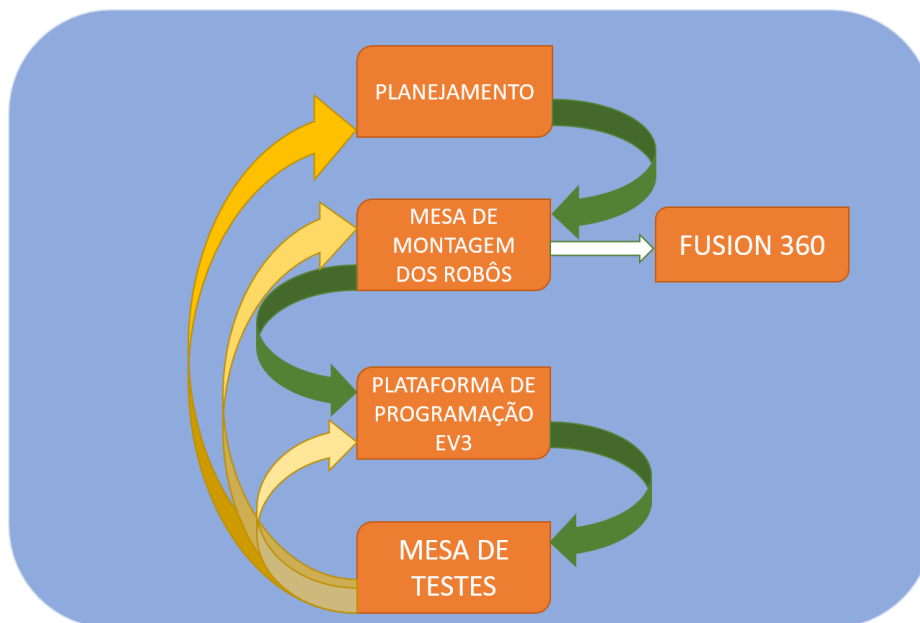 PLANEJAMENTO
MESA DE
MONTAGEM
DOS ROBÔS
FUSION 360
PLATAFORMA DE
PROGRAMAÇÃO
EV3
MESA DE
TESTES